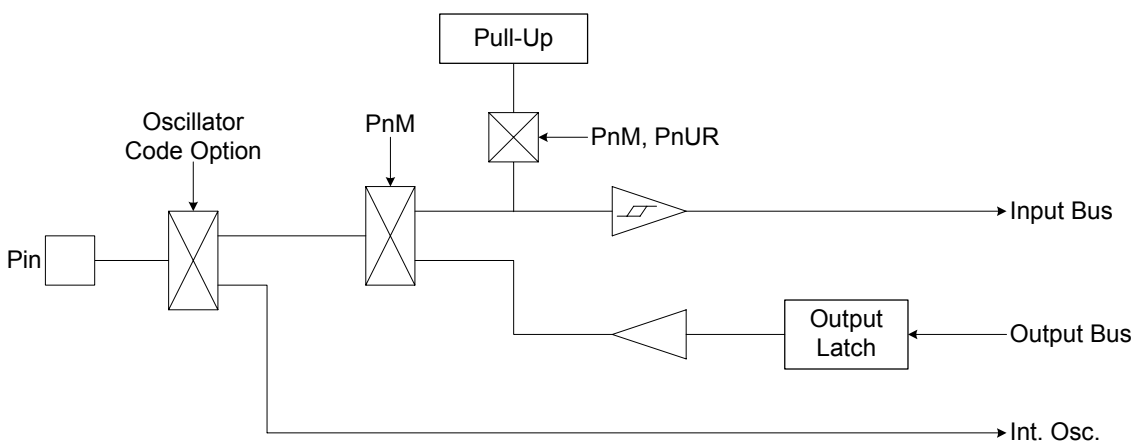 Pull-Up
Oscillator
Code Option
PnM
PnM, PnUR
Input Bus
Pin
Output
Latch
Output Bus
Int. Osc.